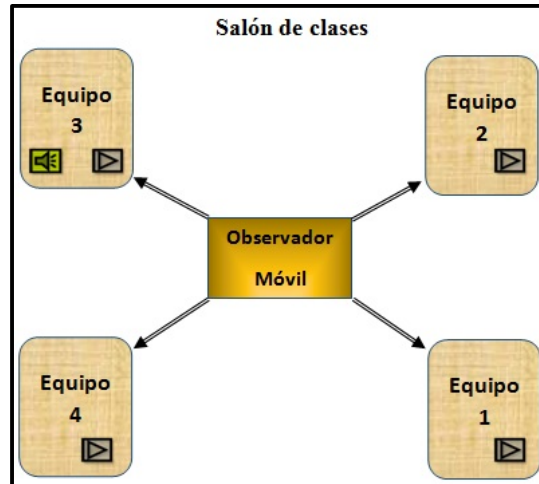 Salón de clases
Equipo
3
Equipo
2
Observador
Móvil
Equipo
4
Equipo
1